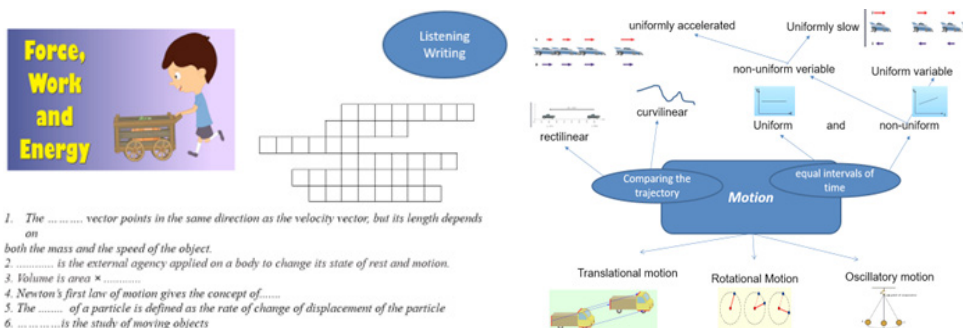 Force,
Work
and
Energy
Listening
Writing
1. The ………. vector points in the same direction as the velocity vector, but its length depends
on
both the mass and the speed of the object.
2. ………… is the external agency applied on a body to change its state of rest and motion.
3. Volume is area × …………
4. Newton's first law of motion gives the concept of…….
5. The …….. of a particle is defined as the rate of change of displacement of the particle
6. …………is the study of moving objects
uniformly accelerated
Uniformly slow
non-uniform veriable
Uniform variable
curvilinear
rectilinear
Uniform and non-uniform
Comparing the
trajectory
Motion
equal intervals of
time
Translational motion
Rotational Motion
Oscillatory motion